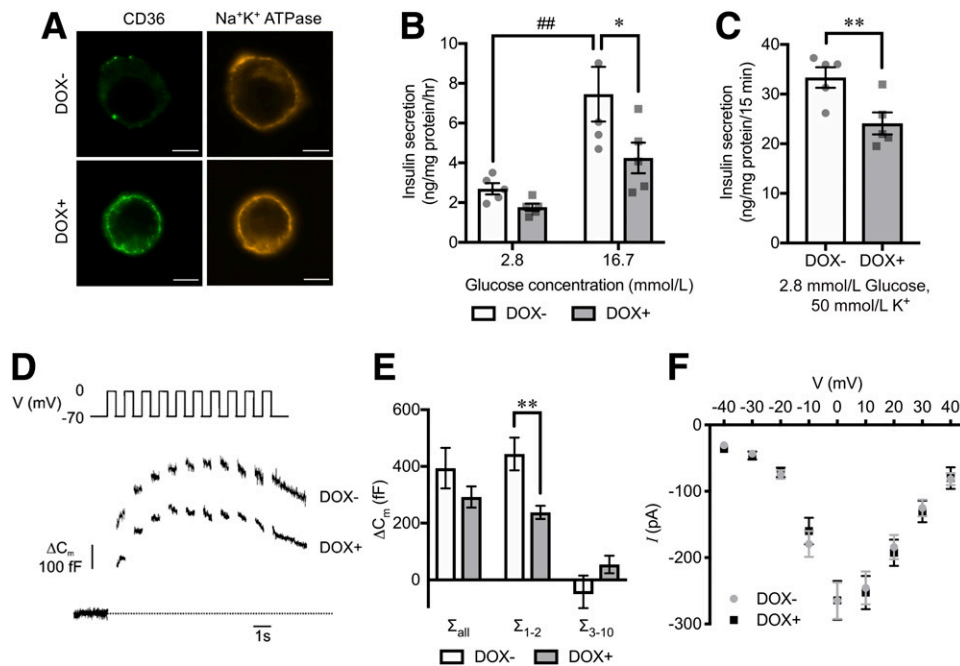 A
CD36
Na⁺K⁺ ATPase
DOX-
DOX+
B
Insulin secretion
(ng/mg protein/hr)
10
8
6
4
2
0
##
*
2.8
16.7
Glucose concentration (mmol/L)
DOX-
DOX+
C
Insulin secretion
(ng/mg protein/15 min)
40
30
20
10
0
**
DOX-
DOX+
2.8 mmol/L Glucose,
50 mmol/L K⁺
D
0
V (mV)
-70
DOX-
DOX+
ΔCₘ
100 fF
1s
E
ΔCₘ (fF)
600
400
200
0
**
Σall
Σ1-2
Σ3-10
DOX-
DOX+
F
V (mV)
-40 -30 -20 -10 0 10 20 30 40
0
-100
-200
-300
I (pA)
DOX-
DOX+